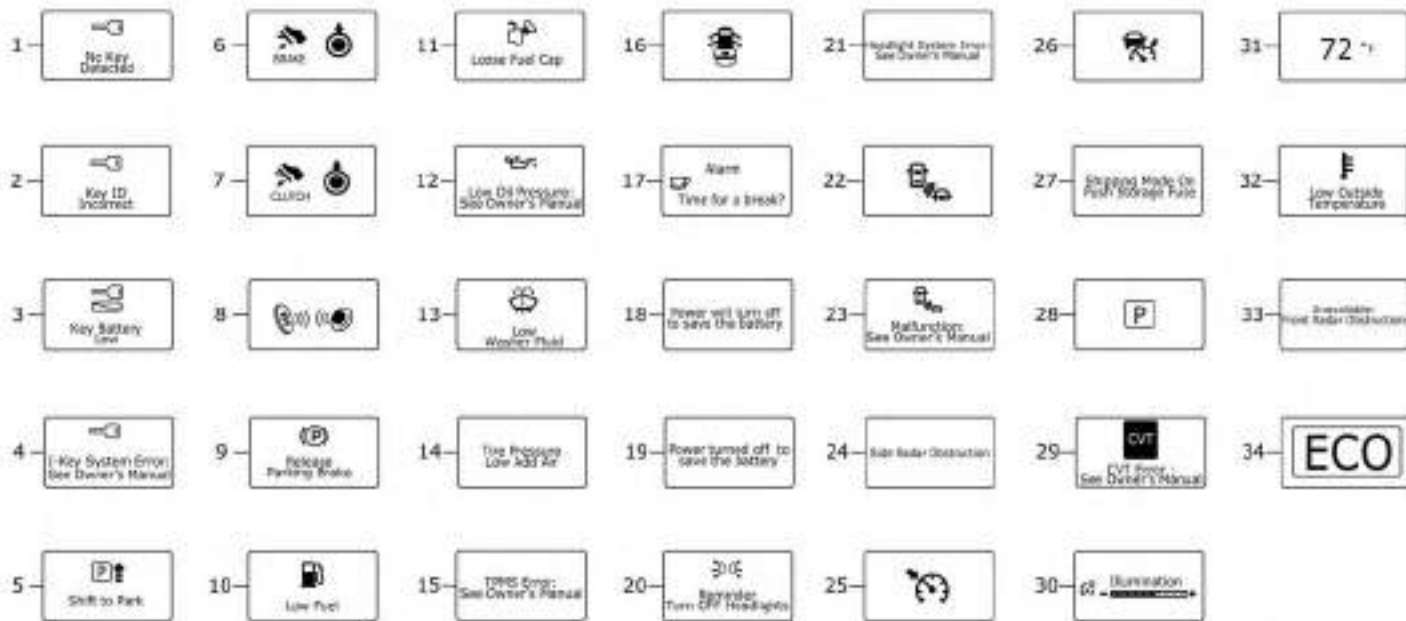 1
No Key
Detected
6
BRAKE
11
Loose Fuel Cap
16
21
Headlight System Error:
See Owner's Manual
26
31
72 °F
2
Key ID
Incorrect
7
CLUTCH
12
Low Oil Pressure:
See Owner's Manual
17
Alarm
Time for a break?
22
27
Shipping Mode On
Push Storage Fuse
32
Low Outside
Temperature
3
Key Battery
Low
8
13
Low
Washer Fluid
18
Power will turn off
to save the battery
23
Malfunction:
See Owner's Manual
28
P
33
Front Radar Obstruction
4
I-Key System Error:
See Owner's Manual
9
P
Release
Parking Brake
14
Tire Pressure
Low Add Air
19
Power turned off to
save the battery
24
Side Radar Obstruction
29
CVT
CVT Error:
See Owner's Manual
34
ECO
5
P
Shift to Park
10
Low Fuel
15
TPMS Error:
See Owner's Manual
20
Reminder
Turn OFF Headlights
25
30
Illumination
- +